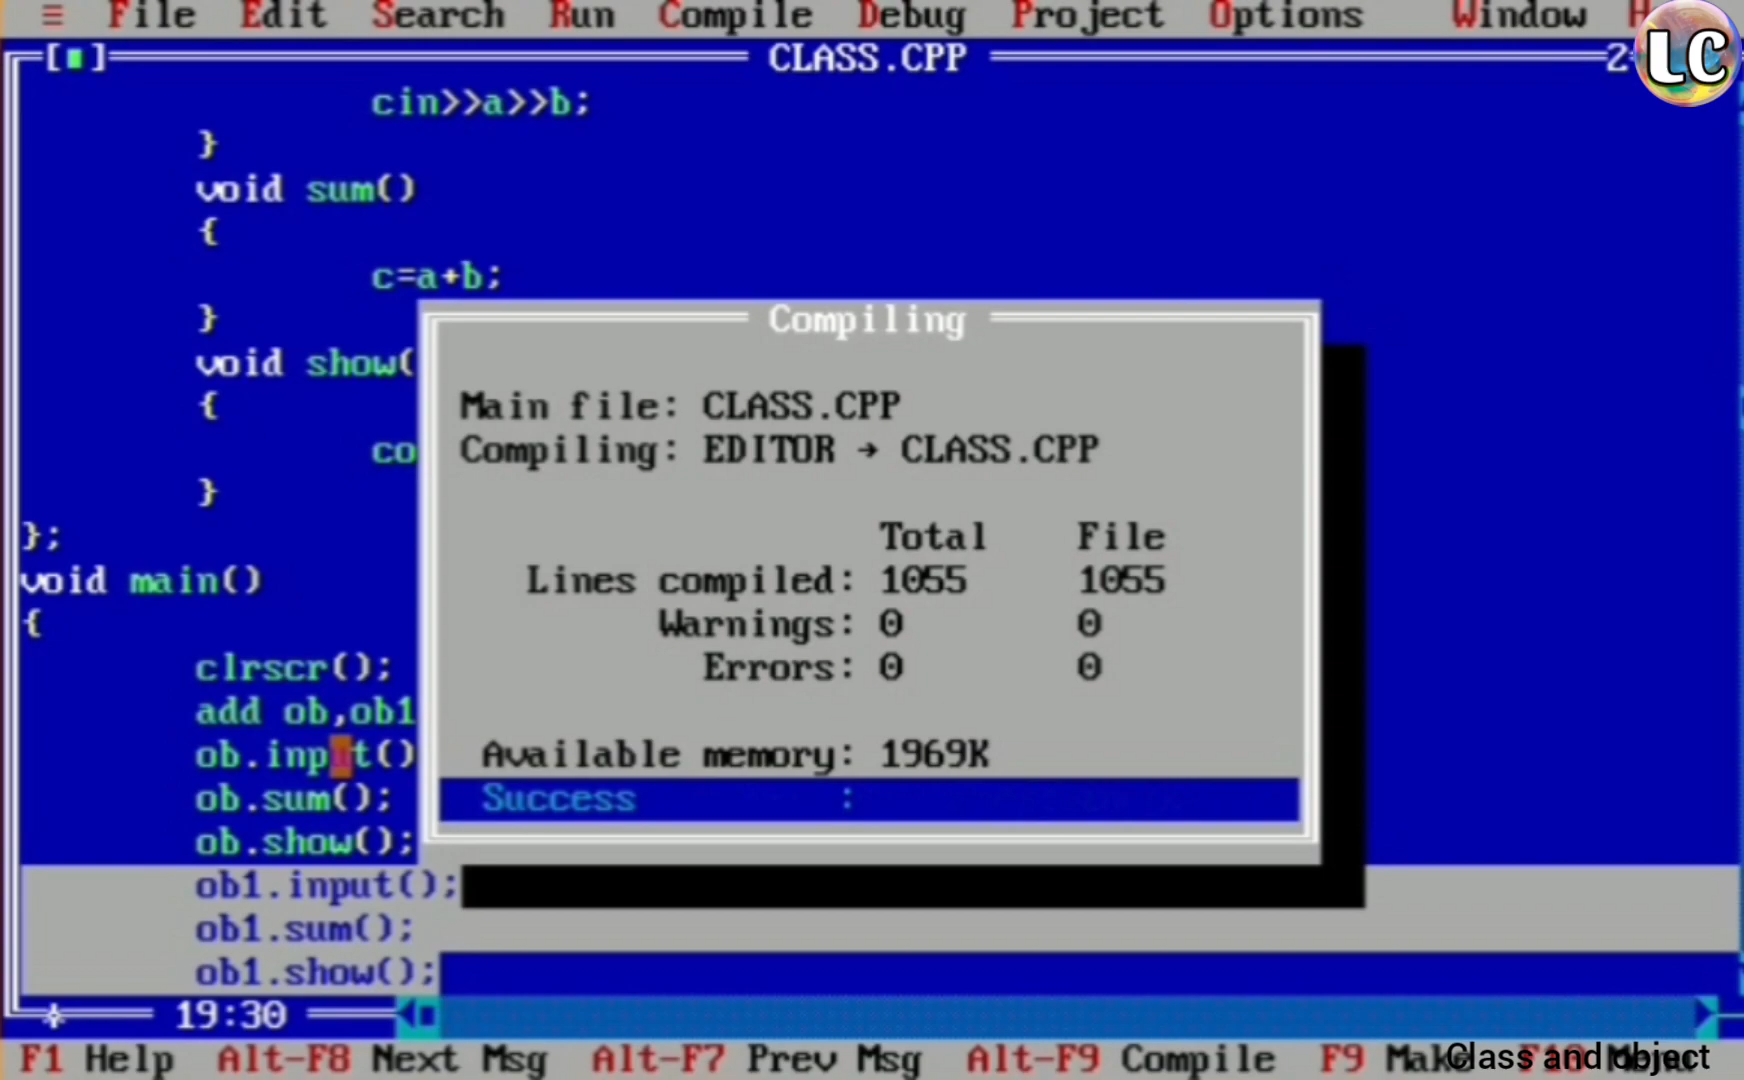 ≡ File Edit Search Run Compile Debug Project Options Window H
[■] CLASS.CPP 2
LC
cin>>a>>b;
}
void sum()
{
c=a+b;
}
void show(
{
co
}
};
void main()
{
clrscr();
add ob,ob1
ob.input()
ob.sum();
ob.show();
ob1.input();
ob1.sum();
ob1.show();
Compiling
Main file: CLASS.CPP
Compiling: EDITOR → CLASS.CPP
Total File
Lines compiled: 1055 1055
Warnings: 0 0
Errors: 0 0
Available memory: 1969K
Success :
19:30
F1 Help Alt-F8 Next Msg Alt-F7 Prev Msg Alt-F9 Compile F9 Make F10 Menu
Class and object